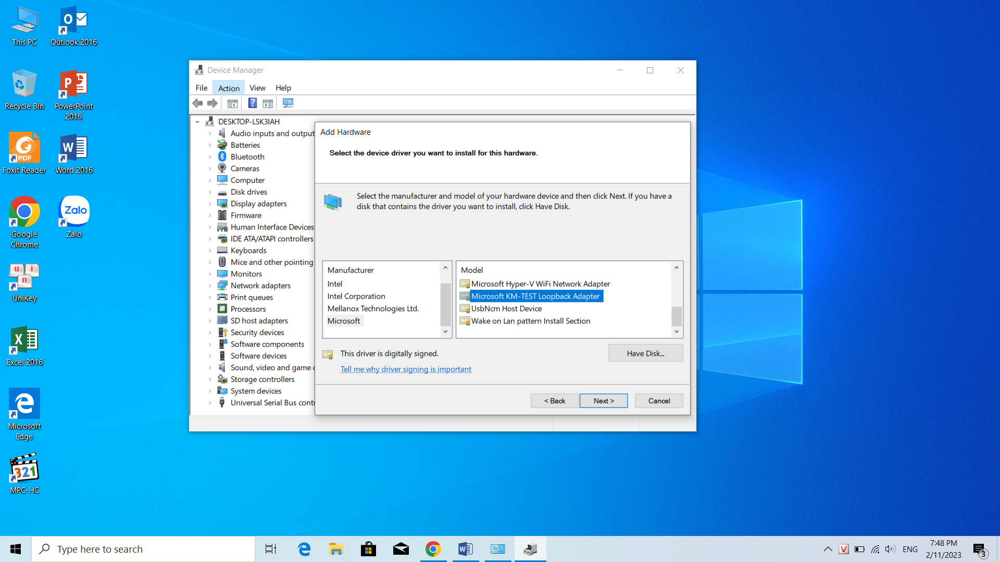 This PC
Outlook 2016
Recycle Bin
PowerPoint
2016
Foxit Reader
Word 2016
Google
Chrome
Zalo
UniKey
Excel 2016
Microsoft
Edge
MPC-HC
Device Manager
File Action View Help
DESKTOP-L5K3IAH
Audio inputs and output
Batteries
Bluetooth
Cameras
Computer
Disk drives
Display adapters
Firmware
Human Interface Devices
IDE ATA/ATAPI controllers
Keyboards
Mice and other pointing
Monitors
Network adapters
Print queues
Processors
SD host adapters
Security devices
Software components
Software devices
Sound, video and game
Storage controllers
System devices
Universal Serial Bus contr
Add Hardware
Select the device driver you want to install for this hardware.
Select the manufacturer and model of your hardware device and then click Next. If you have a
disk that contains the driver you want to install, click Have Disk.
Manufacturer
Intel
Intel Corporation
Mellanox Technologies Ltd.
Microsoft
Model
Microsoft Hyper-V WiFi Network Adapter
Microsoft KM-TEST Loopback Adapter
UsbNcm Host Device
Wake on Lan pattern Install Section
This driver is digitally signed.
Have Disk...
Tell me why driver signing is important
< Back
Next >
Cancel
Type here to search
ENG
7:48 PM
2/11/2023
3